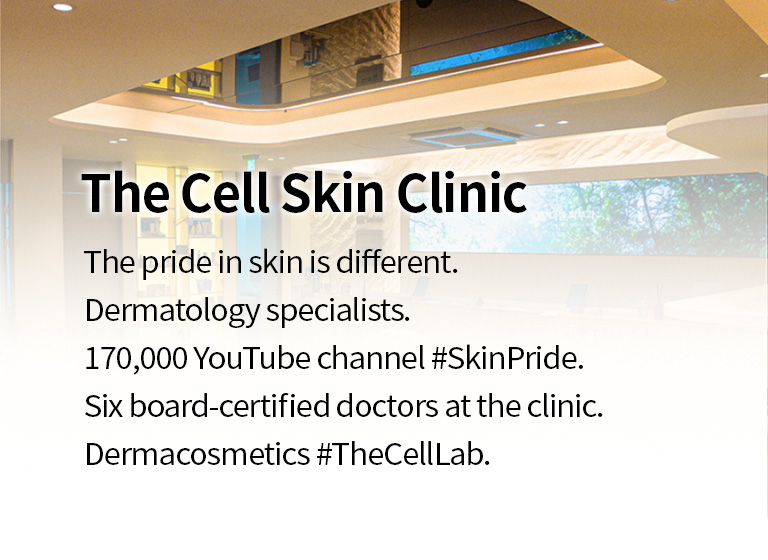 The Cell Skin Clinic
The pride in skin is different.
Dermatology specialists.
170,000 YouTube channel #SkinPride.
Six board-certified doctors at the clinic.
Dermacosmetics #TheCellLab.